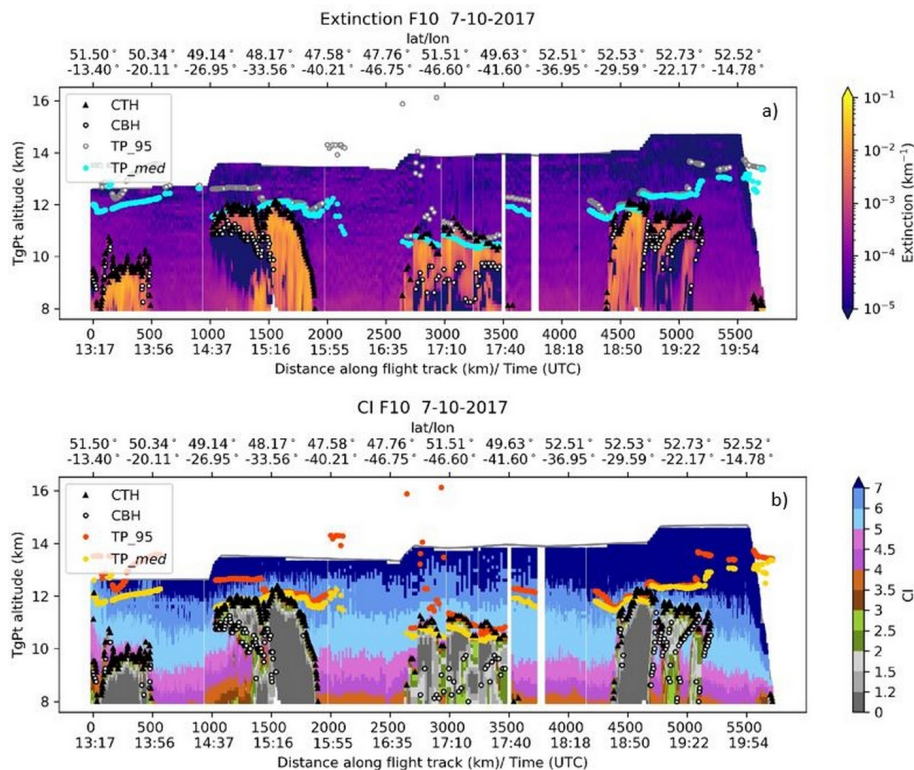 Extinction F10 7-10-2017
lat/lon
51.50° 50.34° 49.14° 48.17° 47.58° 47.76° 51.51° 49.63° 52.51° 52.53° 52.73° 52.52°
-13.40° -20.11° -26.95° -33.56° -40.21° -46.75° -46.60° -41.60° -36.95° -29.59° -22.17° -14.78°
a)
CTH
CBH
TP_95
TP_med
TgPt altitude (km)
16
14
12
10
8
0 500 1000 1500 2000 2500 3000 3500 4000 4500 5000 5500
13:17 13:56 14:37 15:16 15:55 16:35 17:10 17:40 18:18 18:50 19:22 19:54
Distance along flight track (km)/ Time (UTC)
10⁻¹
10⁻²
10⁻³
10⁻⁴
10⁻⁵
Extinction (km⁻¹)
CI F10 7-10-2017
lat/lon
51.50° 50.34° 49.14° 48.17° 47.58° 47.76° 51.51° 49.63° 52.51° 52.53° 52.73° 52.52°
-13.40° -20.11° -26.95° -33.56° -40.21° -46.75° -46.60° -41.60° -36.95° -29.59° -22.17° -14.78°
b)
CTH
CBH
TP_95
TP_med
TgPt altitude (km)
16
14
12
10
8
0 500 1000 1500 2000 2500 3000 3500 4000 4500 5000 5500
13:17 13:56 14:37 15:16 15:55 16:35 17:10 17:40 18:18 18:50 19:22 19:54
Distance along flight track (km)/ Time (UTC)
7
6
5
4.5
4
3.5
3
2.5
2
1.5
1.2
0
CI